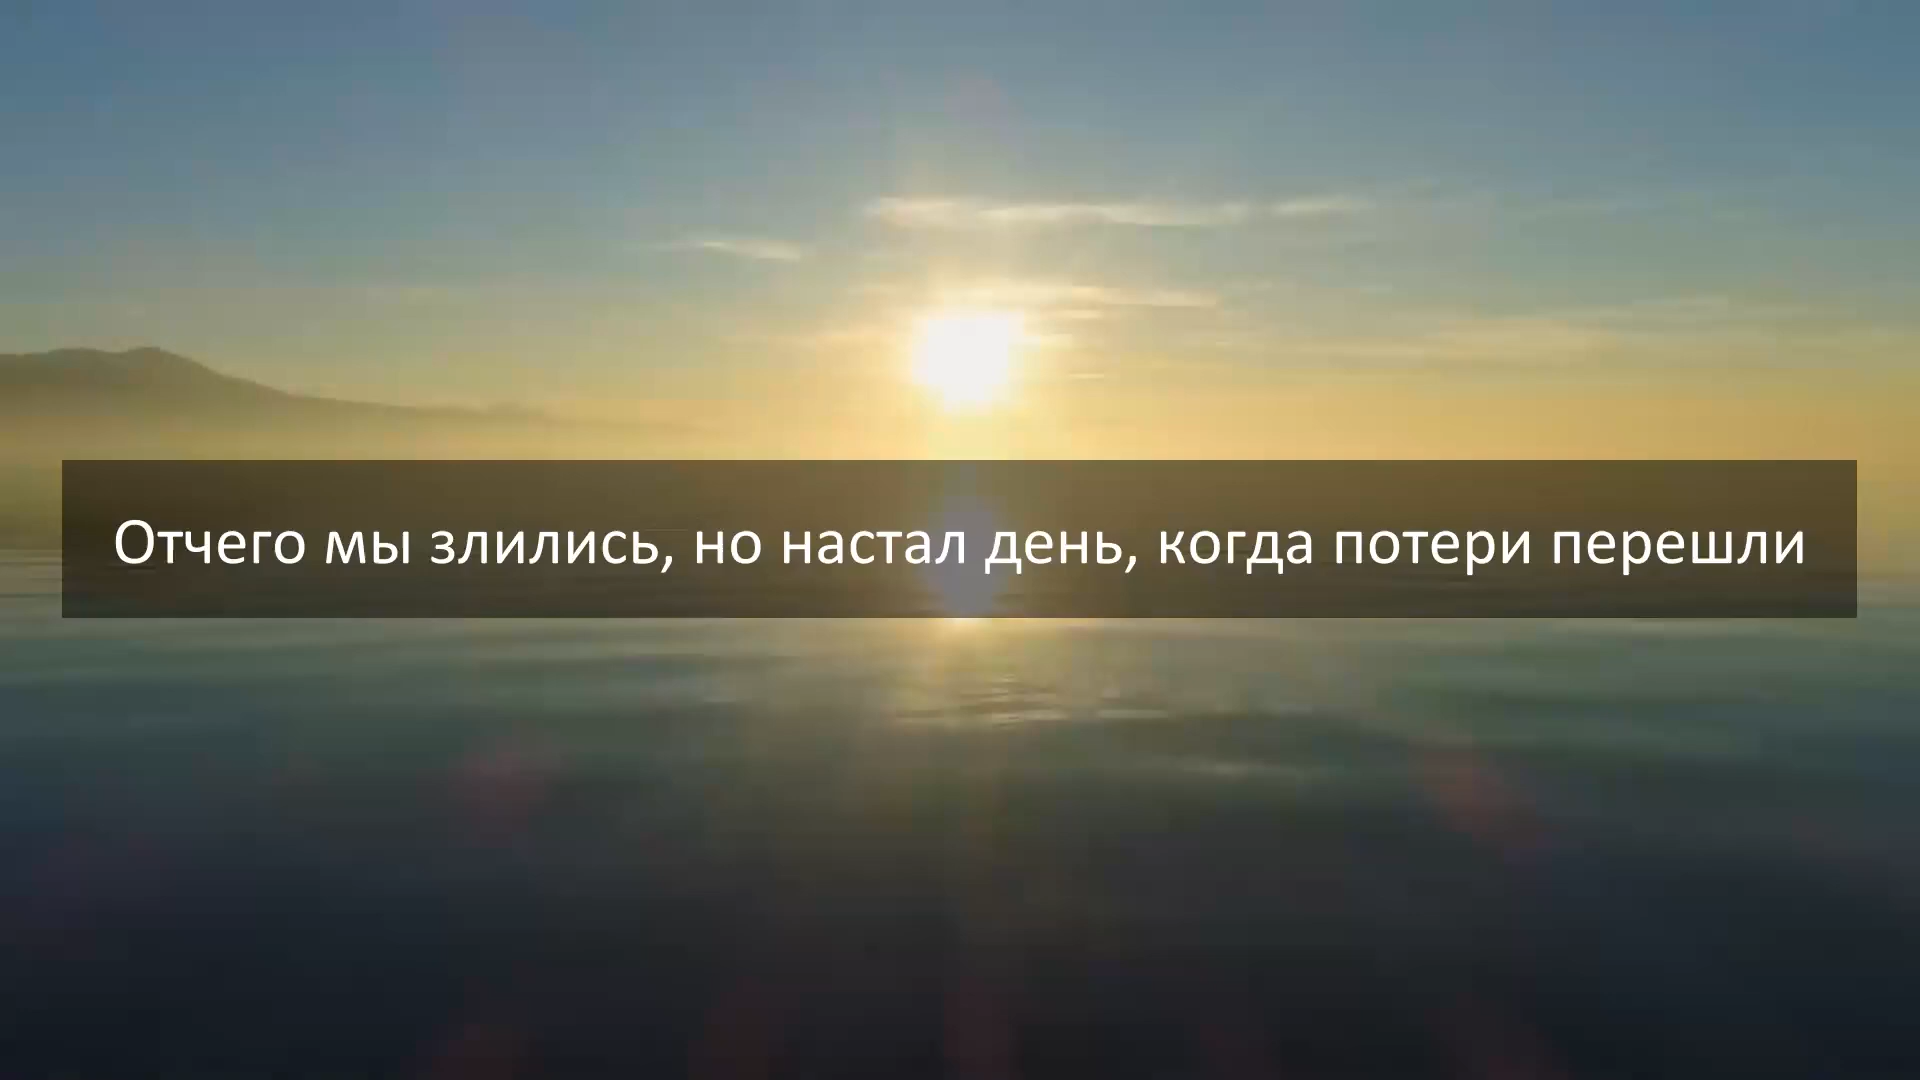 Отчего мы злились, но настал день, когда потери перешли